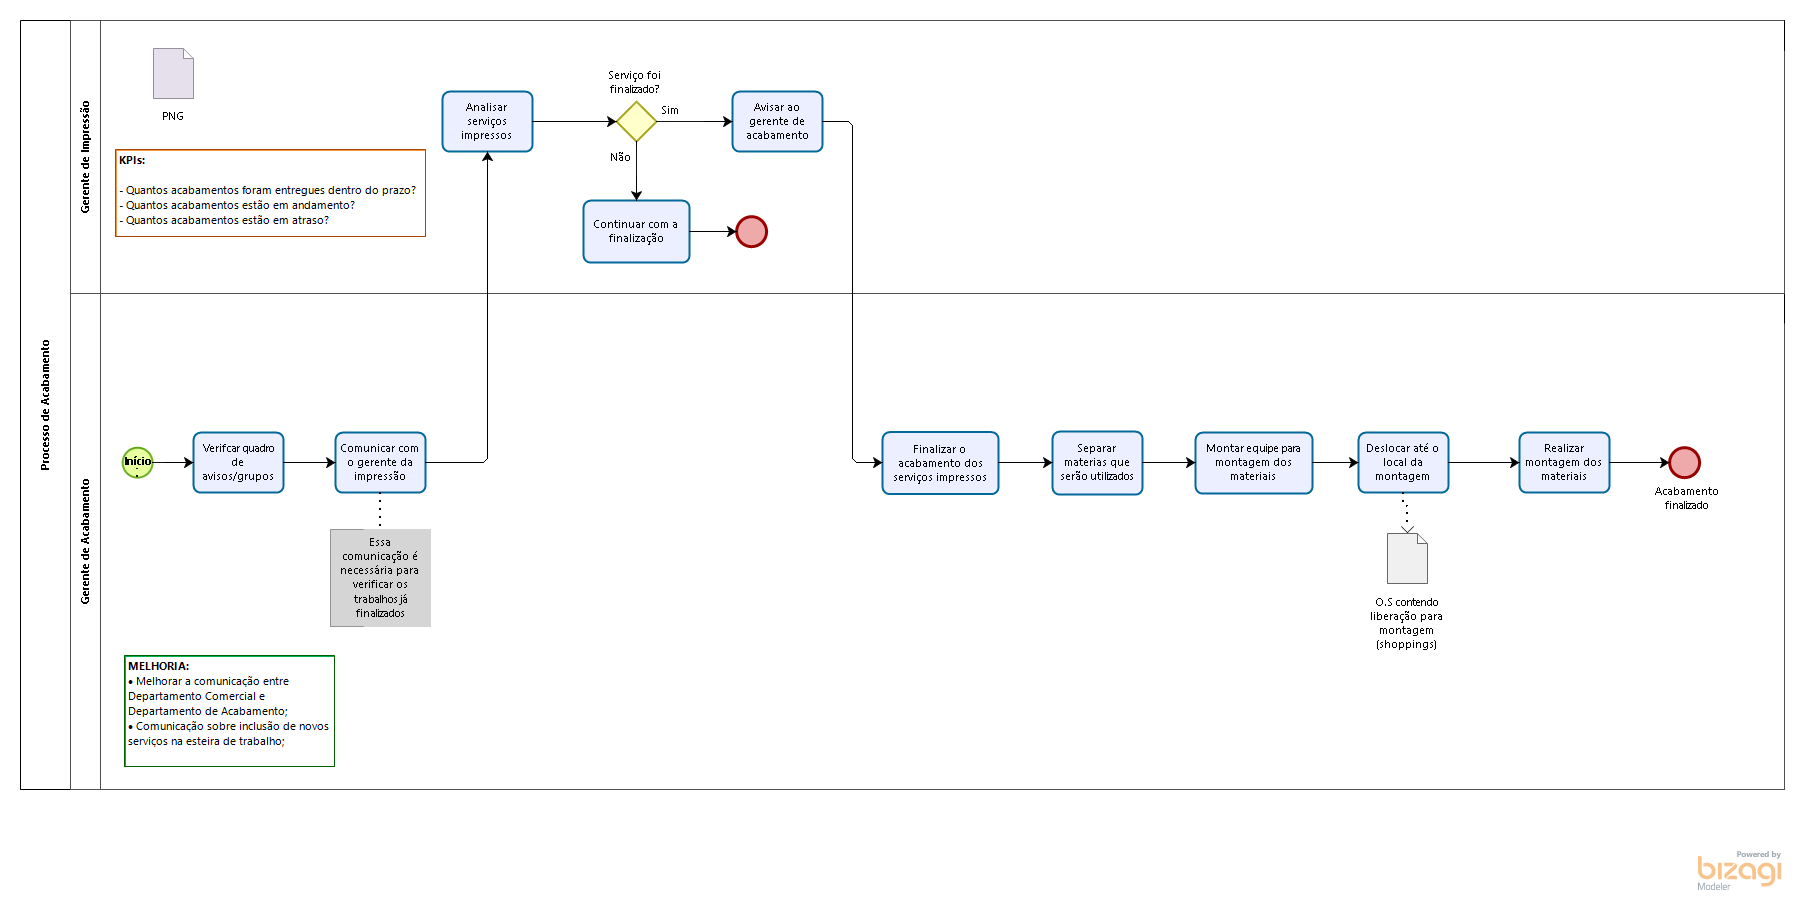 Processo de Acabamento
Gerente de Impressão
PNG
KPIs:
- Quantos acabamentos foram entregues dentro do prazo?
- Quantos acabamentos estão em andamento?
- Quantos acabamentos estão em atraso?
Analisar
serviços
impressos
Serviço foi
finalizado?
Sim
Não
Avisar ao
gerente de
acabamento
Continuar com a
finalização
Gerente de Acabamento
Início
Verifcar quadro
de
avisos/grupos
Comunicar com
o gerente da
impressão
Essa
comunicação é
necessária para
verificar os
trabalhos já
finalizados
Finalizar o
acabamento dos
serviços impressos
Separar
materias que
serão utilizados
Montar equipe para
montagem dos
materiais
Deslocar até o
local da
montagem
O.S contendo
liberação para
montagem
(shoppings)
Realizar
montagem dos
materiais
Acabamento
finalizado
MELHORIA:
• Melhorar a comunicação entre
Departamento Comercial e
Departamento de Acabamento;
• Comunicação sobre inclusão de novos
serviços na esteira de trabalho;
Powered by
bizagi
Modeler